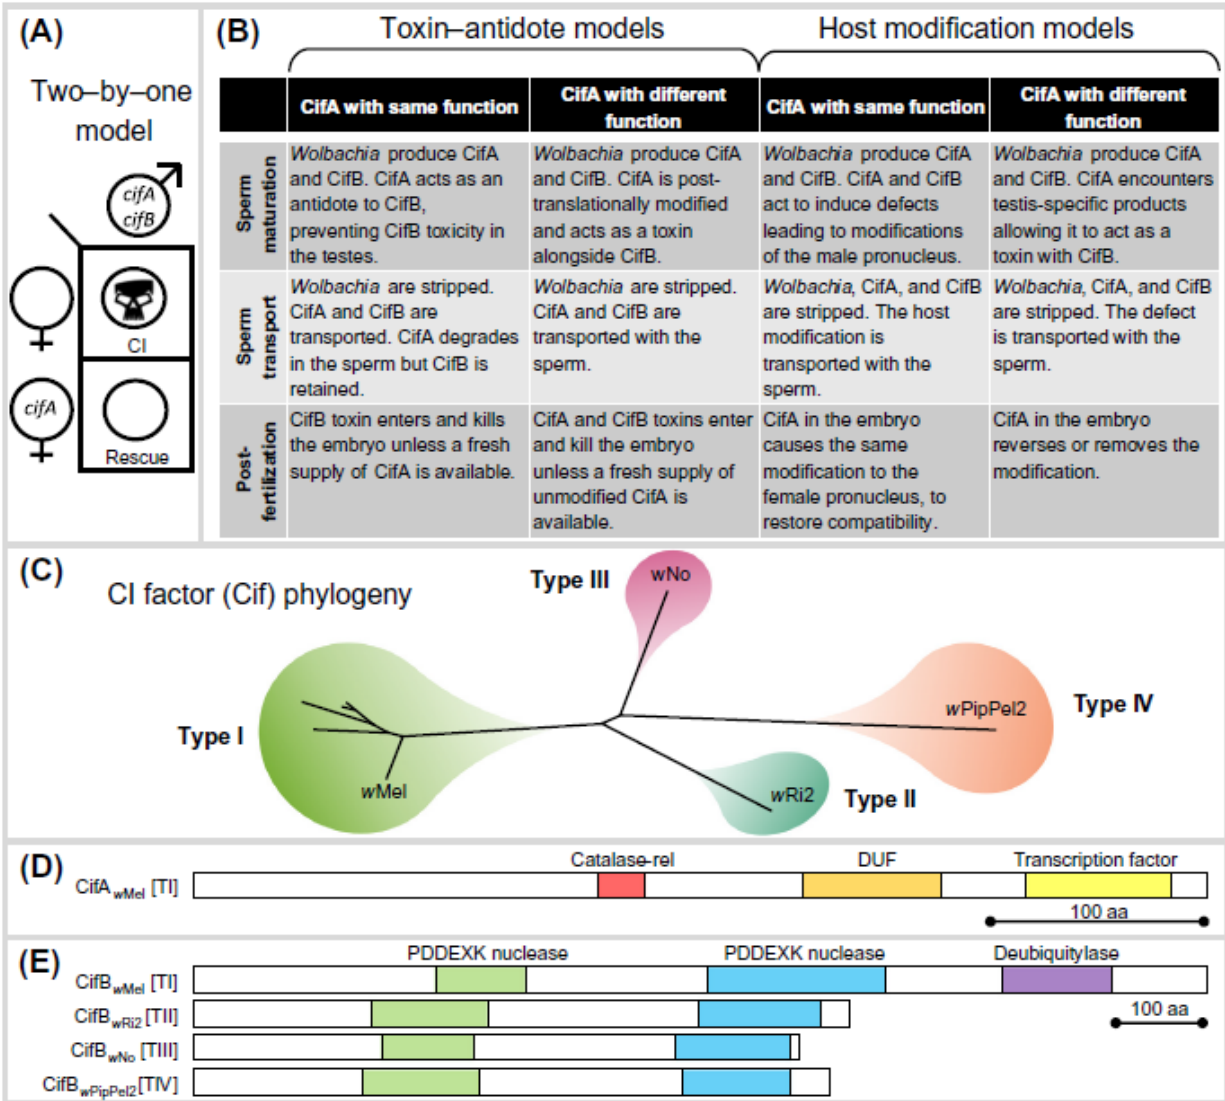 (A)
Two–by–one
model
cifA
cifB
CI
cifA
Rescue
(B)
Toxin–antidote models
Host modification models
CifA with same function
CifA with different
function
CifA with same function
CifA with different
function
Sperm
maturation
Wolbachia produce CifA
and CifB. CifA acts as an
antidote to CifB,
preventing CifB toxicity in
the testes.
Wolbachia produce CifA
and CifB. CifA is post-
translationally modified
and acts as a toxin
alongside CifB.
Wolbachia produce CifA
and CifB. CifA and CifB
act to induce defects
leading to modifications
of the male pronucleus.
Wolbachia produce CifA
and CifB. CifA encounters
testis-specific products
allowing it to act as a
toxin with CifB.
Sperm
transport
Wolbachia are stripped.
CifA and CifB are
transported. CifA degrades
in the sperm but CifB is
retained.
Wolbachia are stripped.
CifA and CifB are
transported with the
sperm.
Wolbachia, CifA, and CifB
are stripped. The host
modification is
transported with the
sperm.
Wolbachia, CifA, and CifB
are stripped. The defect
is transported with the
sperm.
Post-
fertilization
CifB toxin enters and kills
the embryo unless a fresh
supply of CifA is available.
CifA and CifB toxins enter
and kill the embryo
unless a fresh supply of
unmodified CifA is
available.
CifA in the embryo
causes the same
modification to the
female pronucleus, to
restore compatibility.
CifA in the embryo
reverses or removes the
modification.
(C)
CI factor (Cif) phylogeny
Type III
wNo
Type I
wMel
wPipPel2
Type IV
wRi2
Type II
(D)
Catalase-rel
DUF
Transcription factor
CifA wMel [TI]
100 aa
(E)
PDDEXK nuclease
PDDEXK nuclease
Deubiquitylase
CifB wMel [TI]
CifB wRi2 [TII]
100 aa
CifB wNo [TIII]
CifB wPipPel2 [TIV]